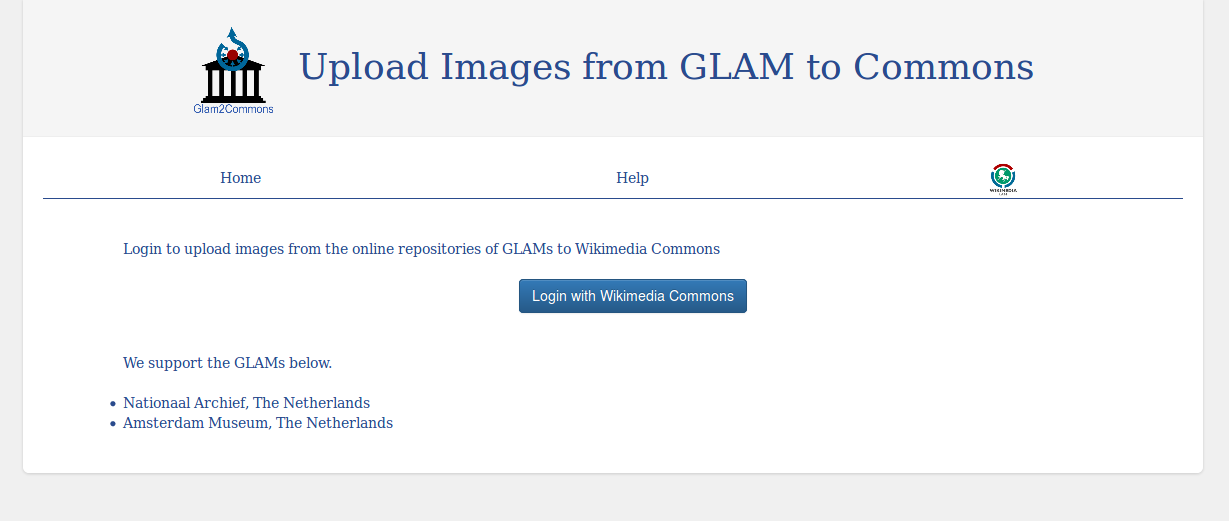 Glam2Commons
Upload Images from GLAM to Commons
Home
Help
WIKIMEDIA
Login to upload images from the online repositories of GLAMs to Wikimedia Commons
Login with Wikimedia Commons
We support the GLAMs below.
Nationaal Archief, The Netherlands
Amsterdam Museum, The Netherlands